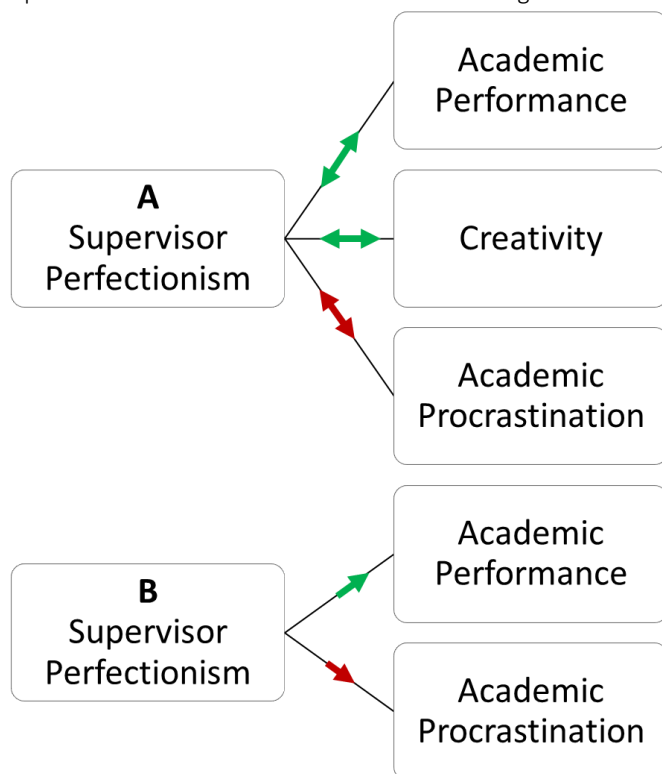 Academic
Performance
A
Supervisor
Perfectionism
Creativity
Academic
Procrastination
Academic
Performance
B
Supervisor
Perfectionism
Academic
Procrastination